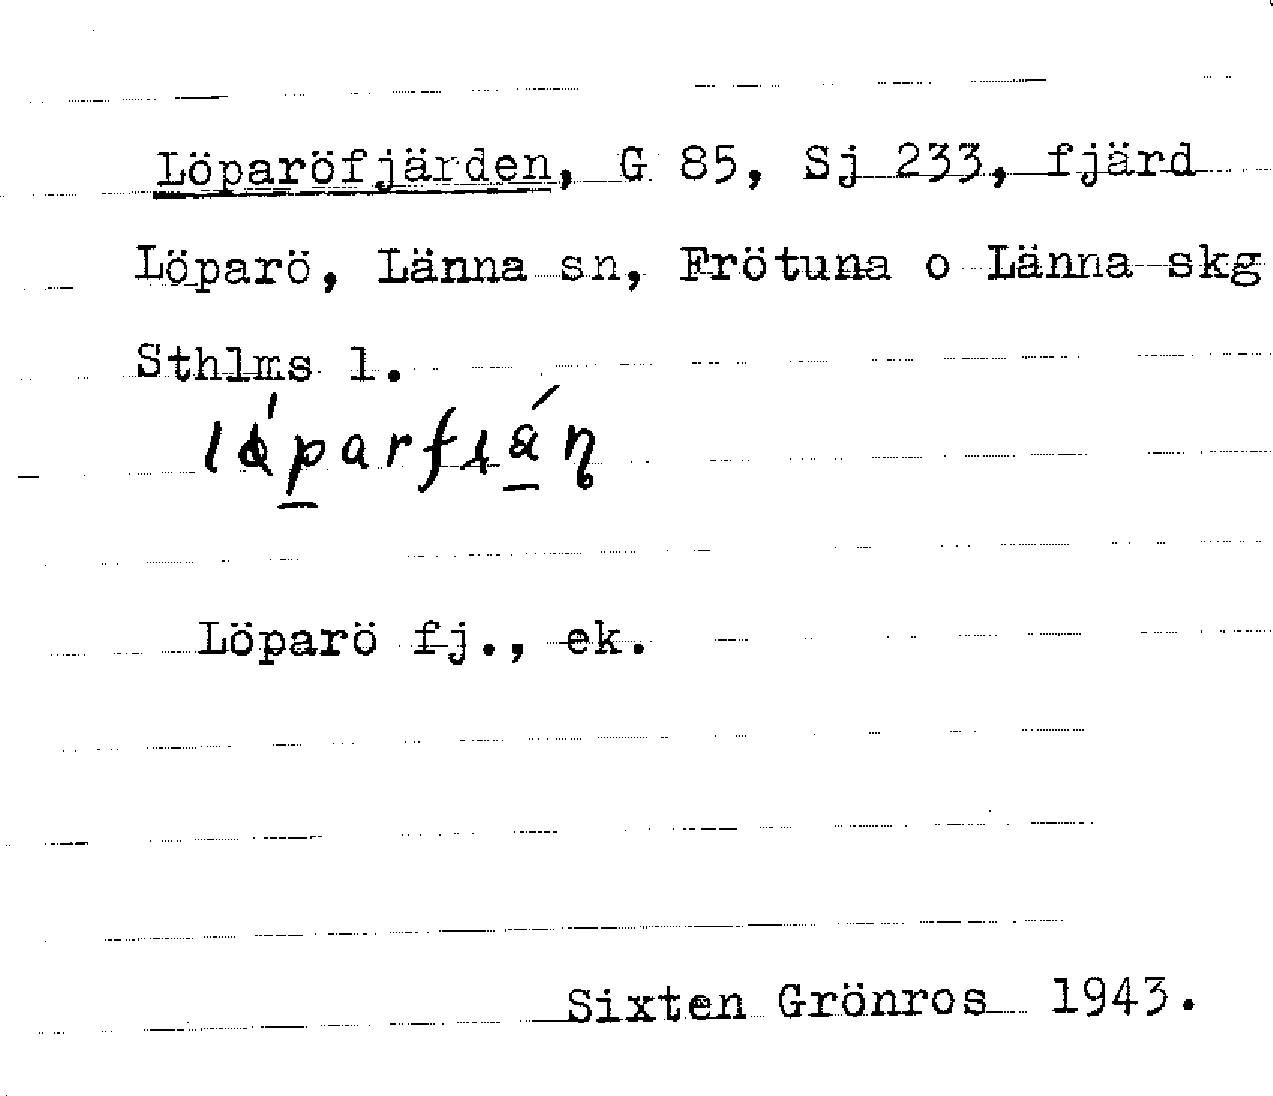 Löparöfjärden, G 85, Sj 233, fjärd
Löparö, Länna sn, Frötuna o Länna skg
Sthlms l.
Löparö fj., ek.
Sixten Grönros 1943.